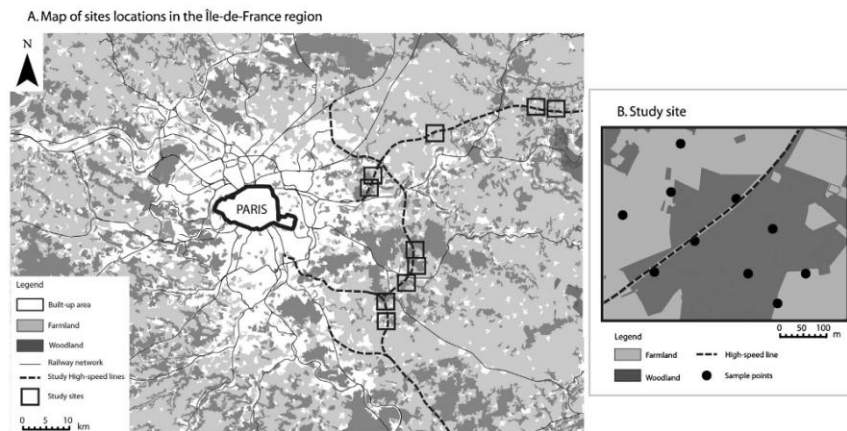 A. Map of sites locations in the Île-de-France region
N
PARIS
Legend
Built-up area
Farmland
Woodland
Railway network
Study High-speed lines
Study sites
0 5 10
km
B. Study site
0 50 100
m
Legend
Farmland
High-speed line
Woodland
Sample points